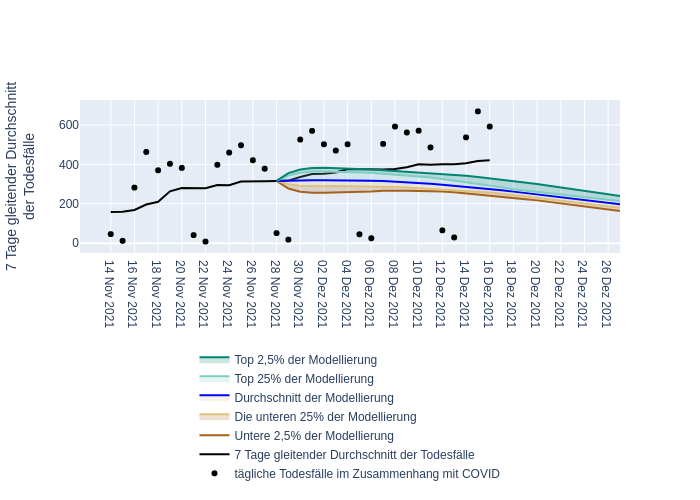 7 Tage gleitender Durchschnitt
der Todesfälle
600
400
200
0
14 Nov 2021
16 Nov 2021
18 Nov 2021
20 Nov 2021
22 Nov 2021
24 Nov 2021
26 Nov 2021
28 Nov 2021
30 Nov 2021
02 Dez 2021
04 Dez 2021
06 Dez 2021
08 Dez 2021
10 Dez 2021
12 Dez 2021
14 Dez 2021
16 Dez 2021
18 Dez 2021
20 Dez 2021
22 Dez 2021
24 Dez 2021
26 Dez 2021
Top 2,5% der Modellierung
Top 25% der Modellierung
Durchschnitt der Modellierung
Die unteren 25% der Modellierung
Untere 2,5% der Modellierung
7 Tage gleitender Durchschnitt der Todesfälle
tägliche Todesfälle im Zusammenhang mit COVID